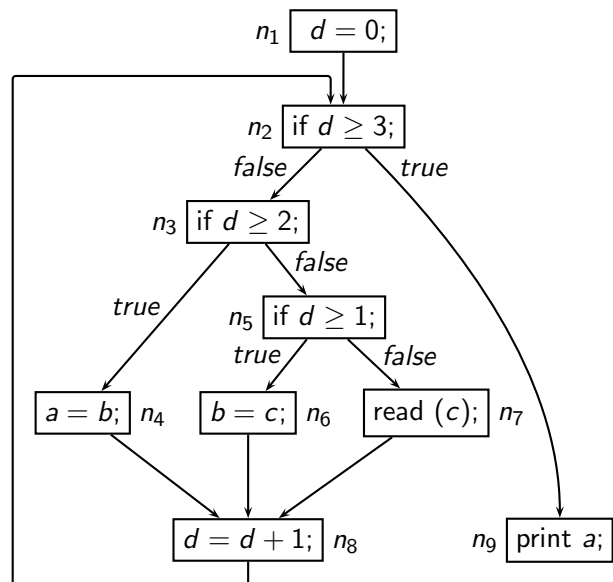 n1 d = 0;
n2 if d ≥ 3;
false true
n3 if d ≥ 2;
true false
n5 if d ≥ 1;
true false
a = b; n4 b = c; n6 read (c); n7
d = d + 1; n8 n9 print a;